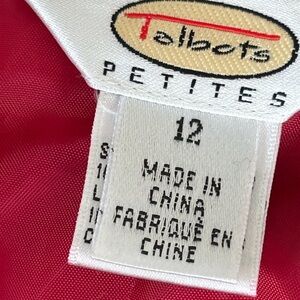 Talbots
PETITES
12
MADE IN
CHINA
FABRIQUÉ EN
CHINE